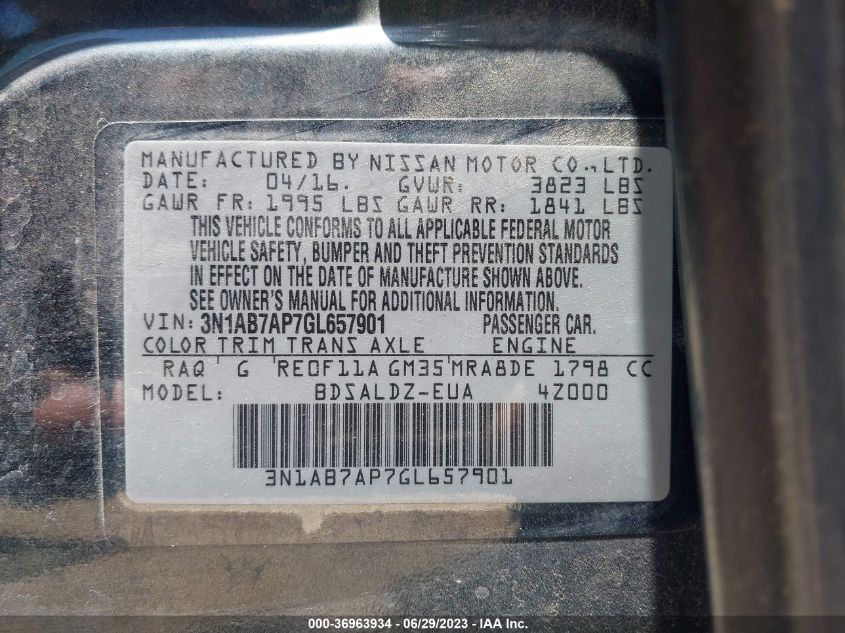 MANUFACTURED BY NISSAN MOTOR CO.,LTD.
DATE: 04/16. GVWR: 3823 LBS
GAWR FR: 1995 LBS GAWR RR: 1841 LBS
THIS VEHICLE CONFORMS TO ALL APPLICABLE FEDERAL MOTOR
VEHICLE SAFETY, BUMPER AND THEFT PREVENTION STANDARDS
IN EFFECT ON THE DATE OF MANUFACTURE SHOWN ABOVE.
SEE OWNER'S MANUAL FOR ADDITIONAL INFORMATION.
VIN: 3N1AB7AP7GL657901 PASSENGER CAR.
COLOR TRIM TRANS AXLE ENGINE
RAQ G RE0F11A GM35 MRA8DE 1798 CC
MODEL: BDSALDZ-EUA 4Z000
3N1AB7AP7GL657901
000-36963934 - 06/29/2023 - IAA Inc.